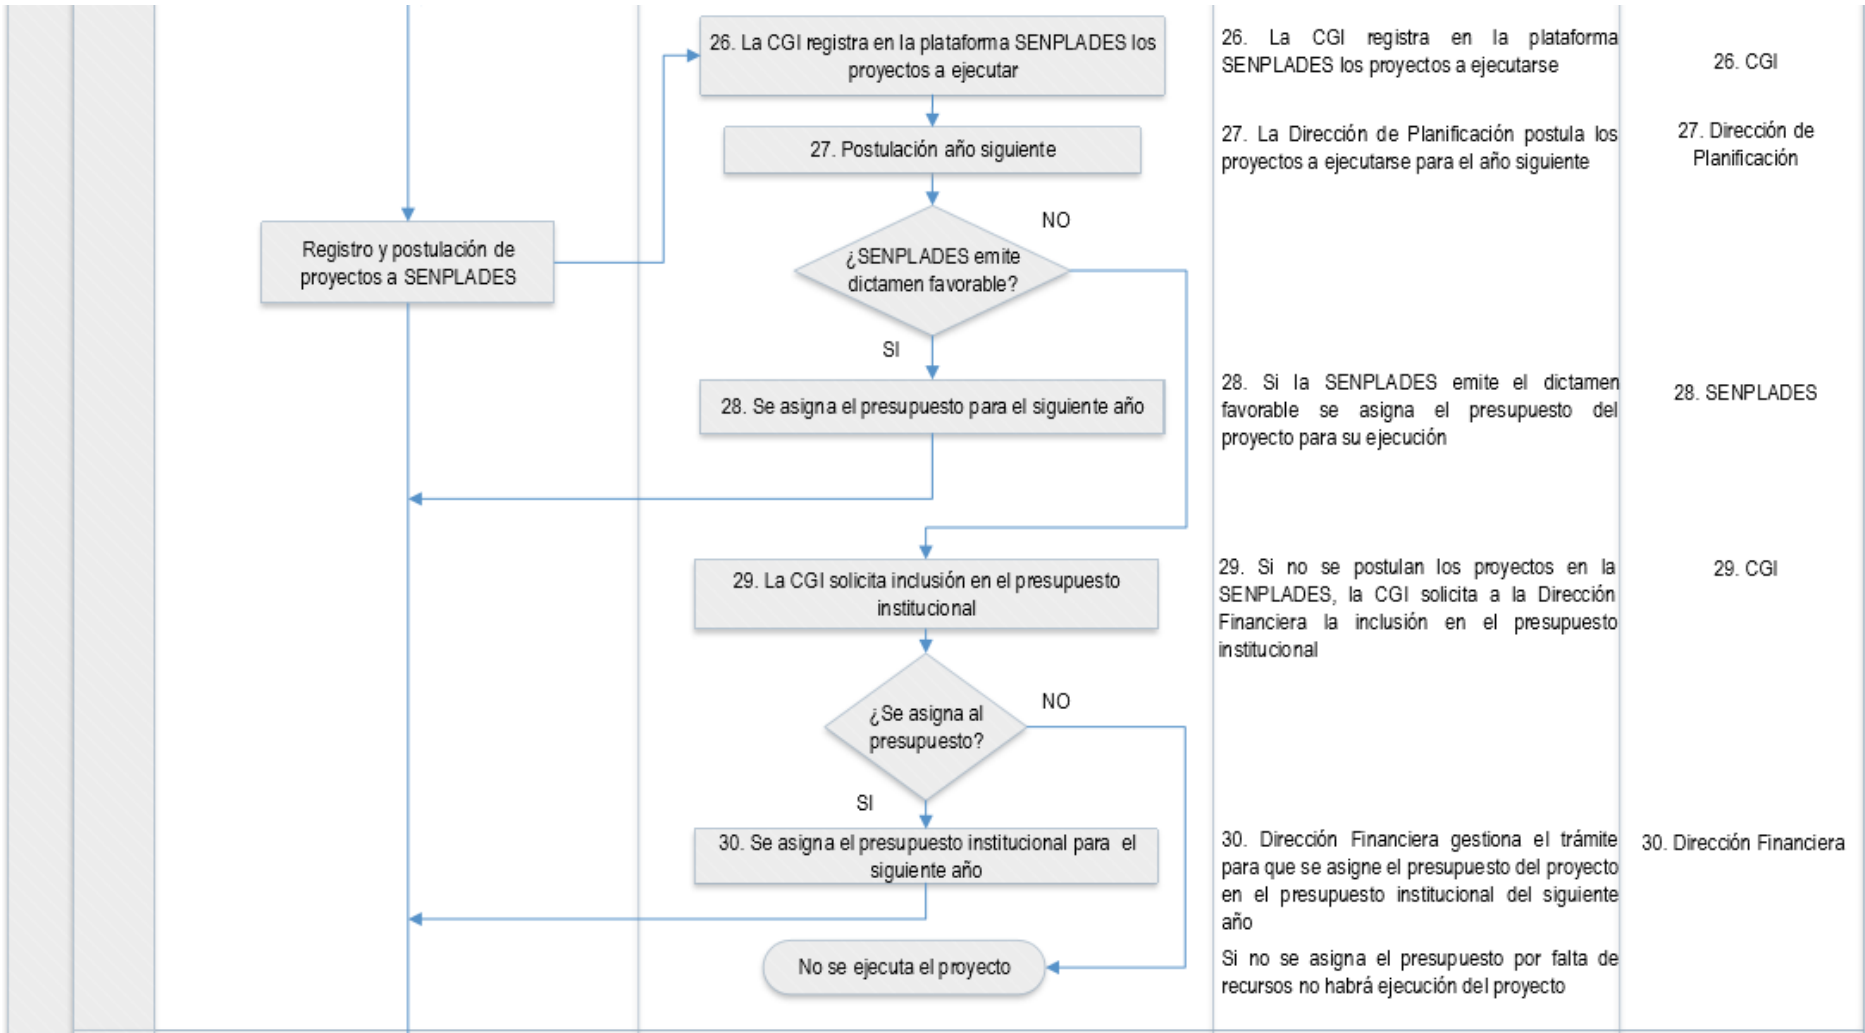 Registro y postulación de
proyectos a SENPLADES
26. La CGI registra en la plataforma SENPLADES los
proyectos a ejecutar
27. Postulación año siguiente
NO
¿SENPLADES emite
dictamen favorable?
SI
28. Se asigna el presupuesto para el siguiente año
29. La CGI solicita inclusión en el presupuesto
institucional
¿Se asigna al
presupuesto?
NO
SI
30. Se asigna el presupuesto institucional para el
siguiente año
No se ejecuta el proyecto
26. La CGI registra en la plataforma
SENPLADES los proyectos a ejecutarse
27. La Dirección de Planificación postula los
proyectos a ejecutarse para el año siguiente
28. Si la SENPLADES emite el dictamen
favorable se asigna el presupuesto del
proyecto para su ejecución
29. Si no se postulan los proyectos en la
SENPLADES, la CGI solicita a la Dirección
Financiera la inclusión en el presupuesto
institucional
30. Dirección Financiera gestiona el trámite
para que se asigne el presupuesto del proyecto
en el presupuesto institucional del siguiente
año
Si no se asigna el presupuesto por falta de
recursos no habrá ejecución del proyecto
26. CGI
27. Dirección de
Planificación
28. SENPLADES
29. CGI
30. Dirección Financiera